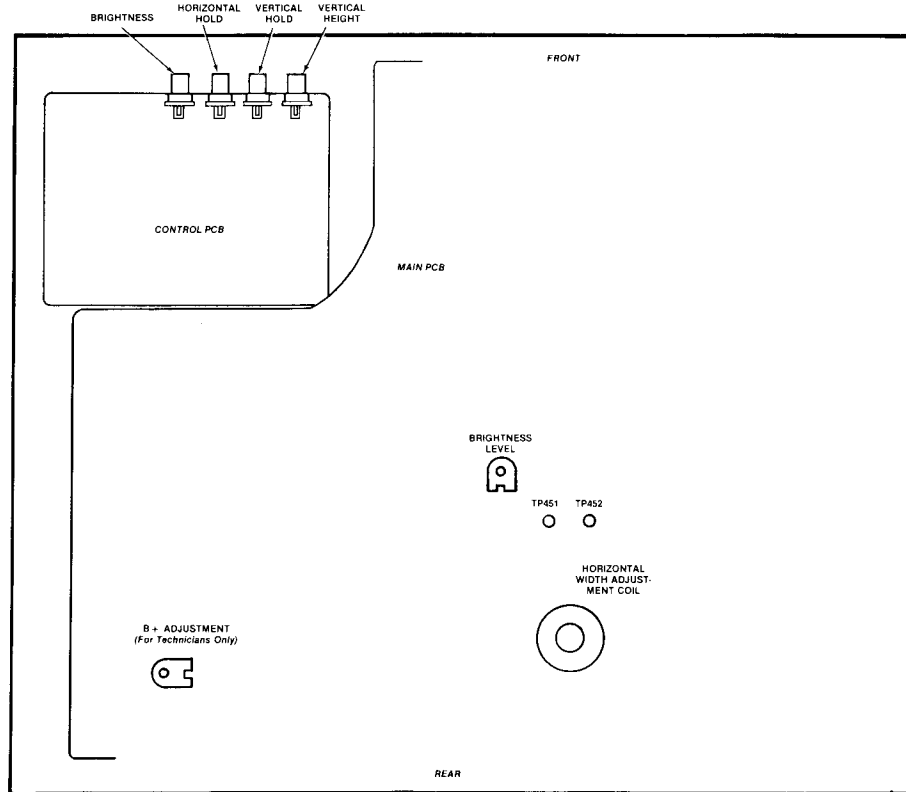 BRIGHTNESS
HORIZONTAL
HOLD
VERTICAL
HOLD
VERTICAL
HEIGHT
FRONT
CONTROL PCB
MAIN PCB
BRIGHTNESS
LEVEL
TP451
TP452
HORIZONTAL
WIDTH ADJUST-
MENT COIL
B + ADJUSTMENT
(For Technicians Only)
REAR